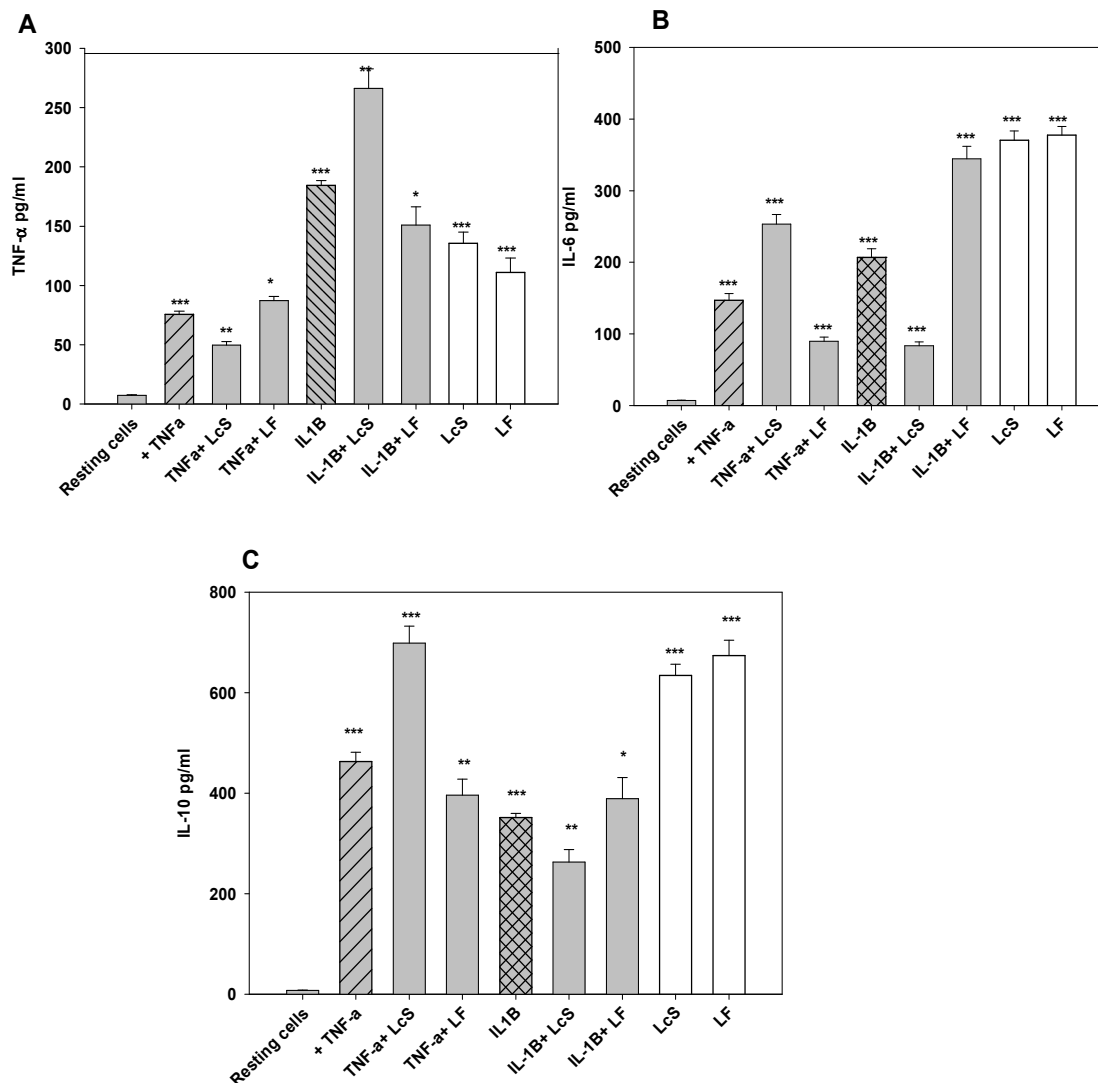 A
TNF-α pg/ml
300
250
200
150
100
50
0
***
**
*
***
**
*
***
***
Resting cells
+ TNFa
TNFa+ LcS
TNFa+ LF
IL1B
IL-1B+ LcS
IL-1B+ LF
LcS
LF
B
IL-6 pg/ml
500
400
300
200
100
0
***
***
***
***
***
***
***
***
Resting cells
+ TNF-a
TNF-a+ LcS
TNF-a+ LF
IL-1B
IL-1B+ LcS
IL-1B+ LF
LcS
LF
C
IL-10 pg/ml
800
600
400
200
0
***
***
**
***
**
*
***
***
Resting cells
+ TNF-a
TNF-a+ LcS
TNF-a+ LF
IL1B
IL-1B+ LcS
IL-1B+ LF
LcS
LF